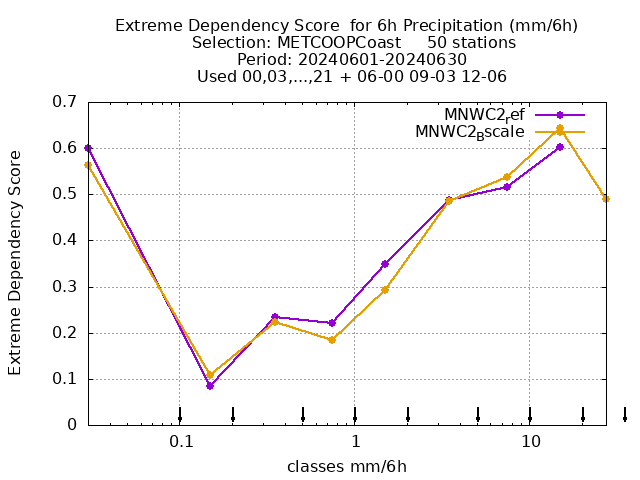 Extreme Dependency Score  for 6h Precipitation (mm/6h)
Selection: METCOOPCoast     50 stations
Period: 20240601-20240630
Used 00,03,...,21 + 06-00 09-03 12-06
MNWC2ref
MNWC2Bscale
0.7
0.6
0.5
0.4
0.3
0.2
0.1
0
Extreme Dependency Score
0.1 1 10
classes mm/6h